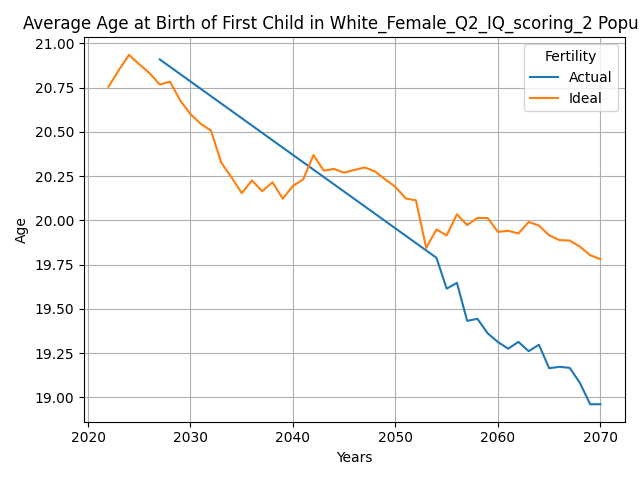 Average Age at Birth of First Child in White_Female_Q2_IQ_scoring_2 Popu
21.00
20.75
20.50
20.25
20.00
19.75
19.50
19.25
19.00
Age
Fertility
Actual
Ideal
2020 2030 2040 2050 2060 2070
Years